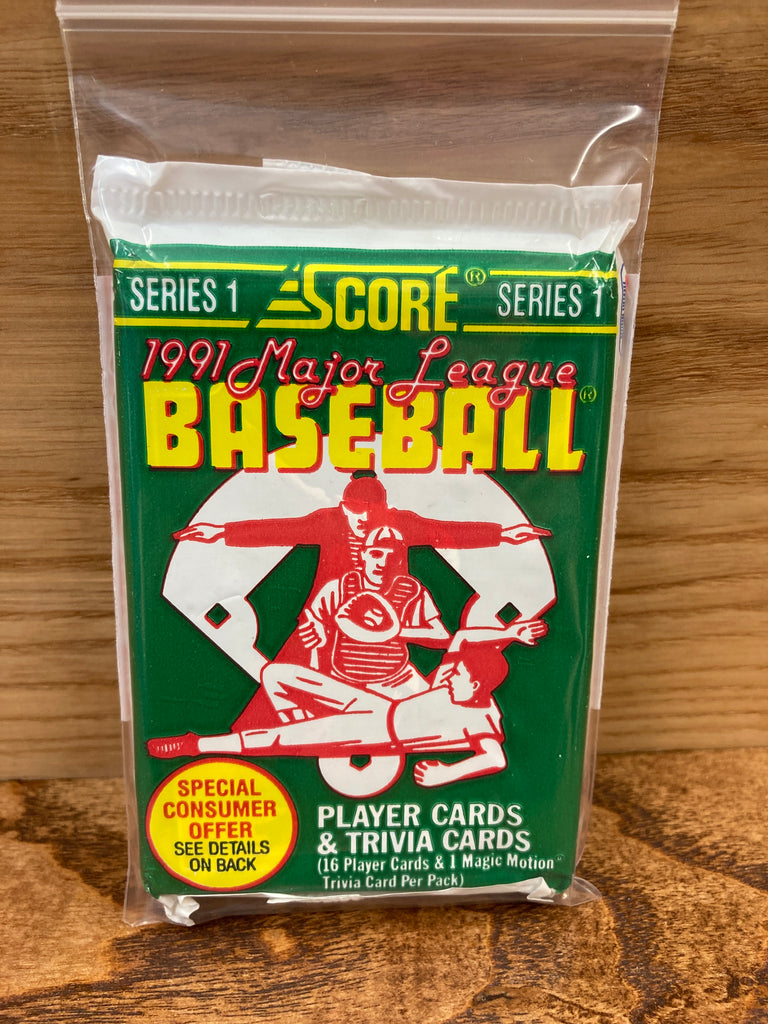 SERIES 1 SCORE® SERIES 1
1991 Major League
BASEBALL®
SPECIAL
CONSUMER
OFFER
SEE DETAILS
ON BACK
PLAYER CARDS
& TRIVIA CARDS
(16 Player Cards & 1 Magic Motion™
Trivia Card Per Pack)